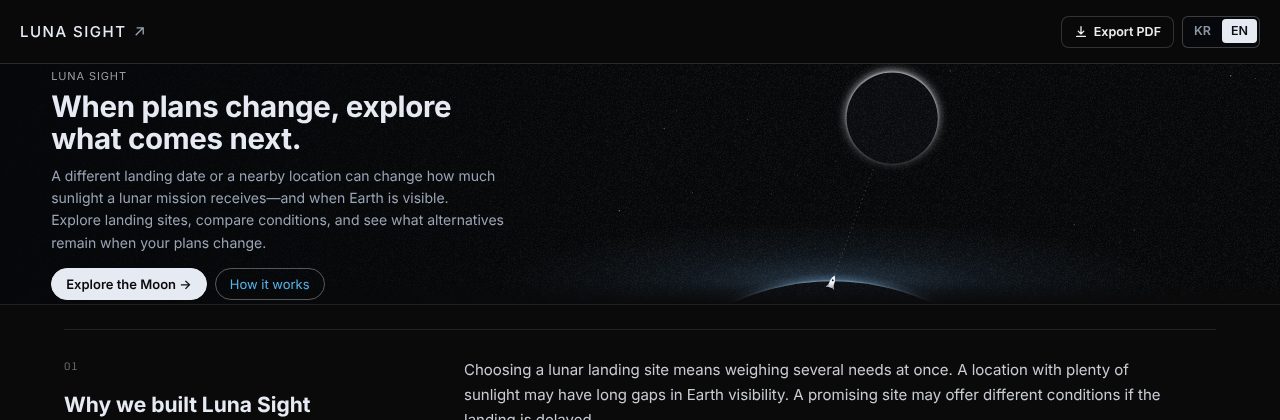 LUNA SIGHT ↗
Export PDF
KR EN
LUNA SIGHT
When plans change, explore
what comes next.
A different landing date or a nearby location can change how much
sunlight a lunar mission receives—and when Earth is visible.
Explore landing sites, compare conditions, and see what alternatives
remain when your plans change.
Explore the Moon →
How it works
01
Why we built Luna Sight
Choosing a lunar landing site means weighing several needs at once. A location with plenty of
sunlight may have long gaps in Earth visibility. A promising site may offer different conditions if the
landing is delayed.